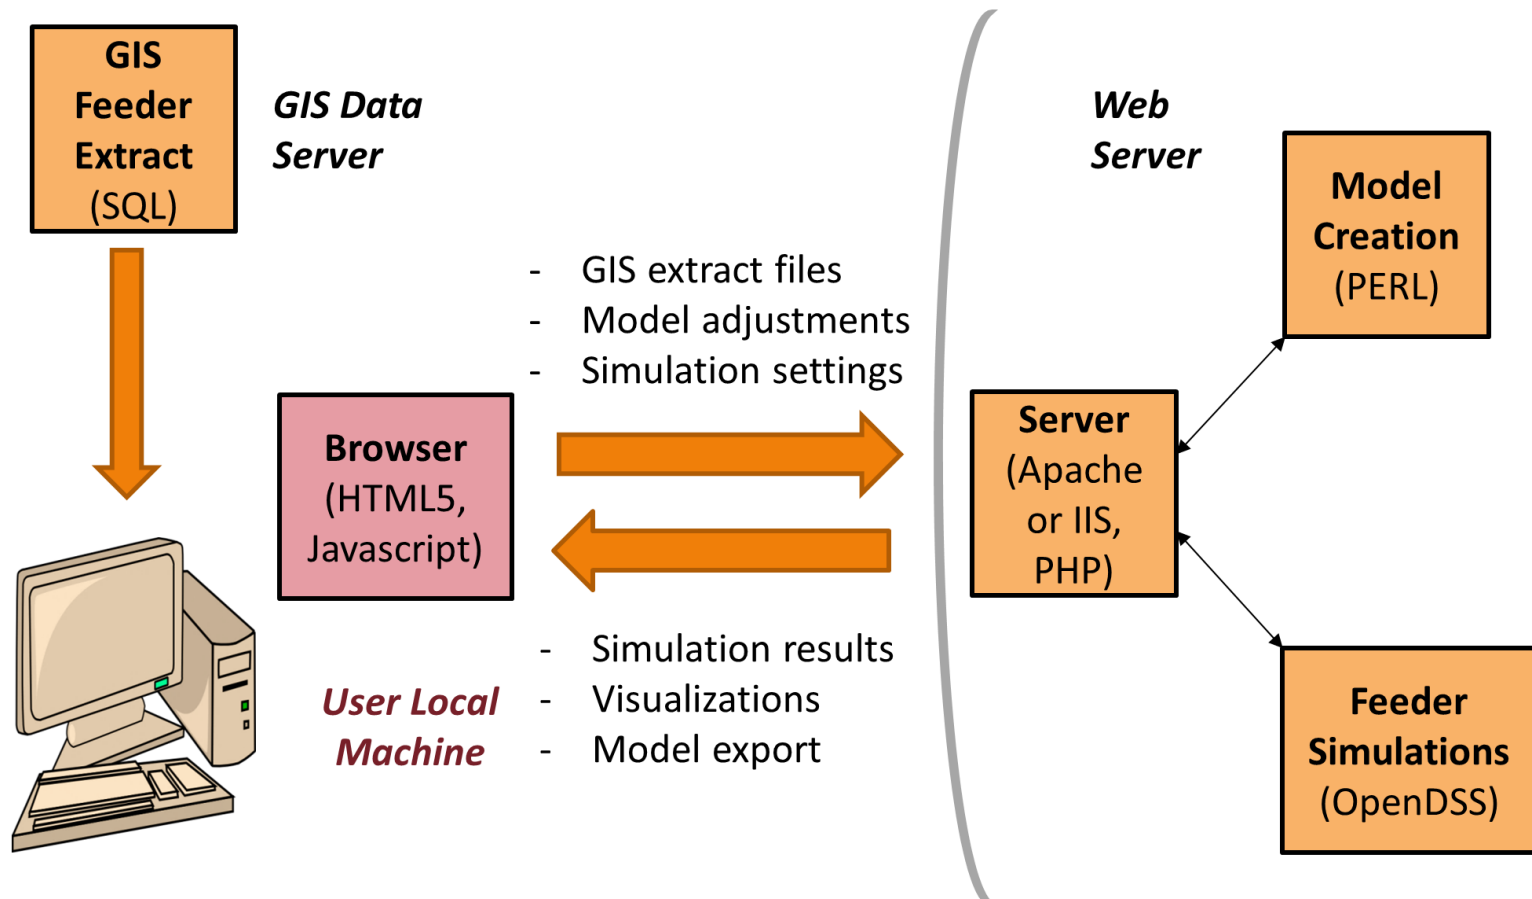 GIS
Feeder
Extract
(SQL)
GIS Data
Server
Web
Server
Model
Creation
(PERL)
- GIS extract files
- Model adjustments
- Simulation settings
Browser
(HTML5,
Javascript)
Server
(Apache
or IIS,
PHP)
- Simulation results
- Visualizations
- Model export
User Local
Machine
Feeder
Simulations
(OpenDSS)